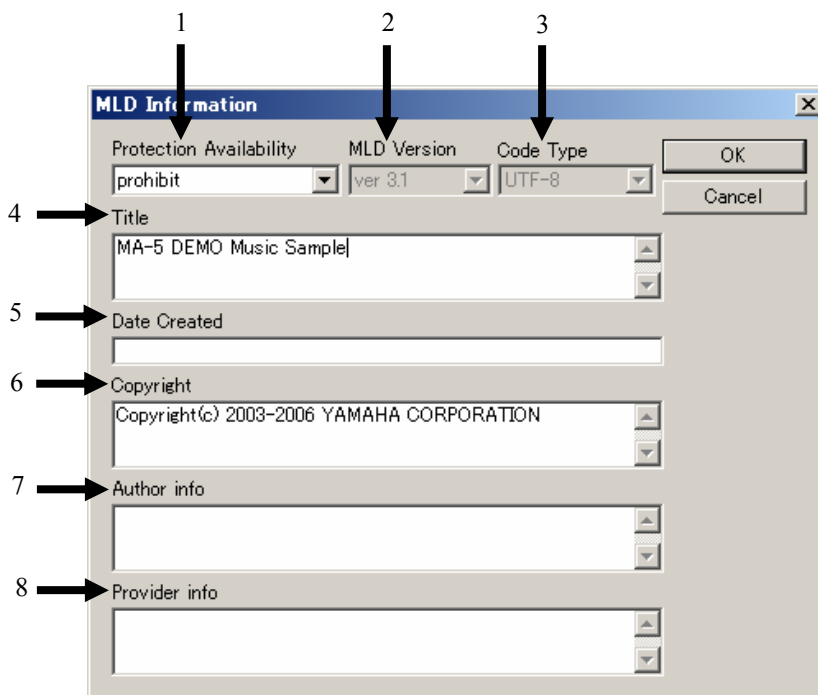 1 2 3
MLD Information
Protection Availability MLD Version Code Type
prohibit ver 3.1 UTF-8 OK
Cancel
4 Title
MA-5 DEMO Music Sample
5 Date Created
6 Copyright
Copyright(c) 2003-2006 YAMAHA CORPORATION
7 Author info
8 Provider info